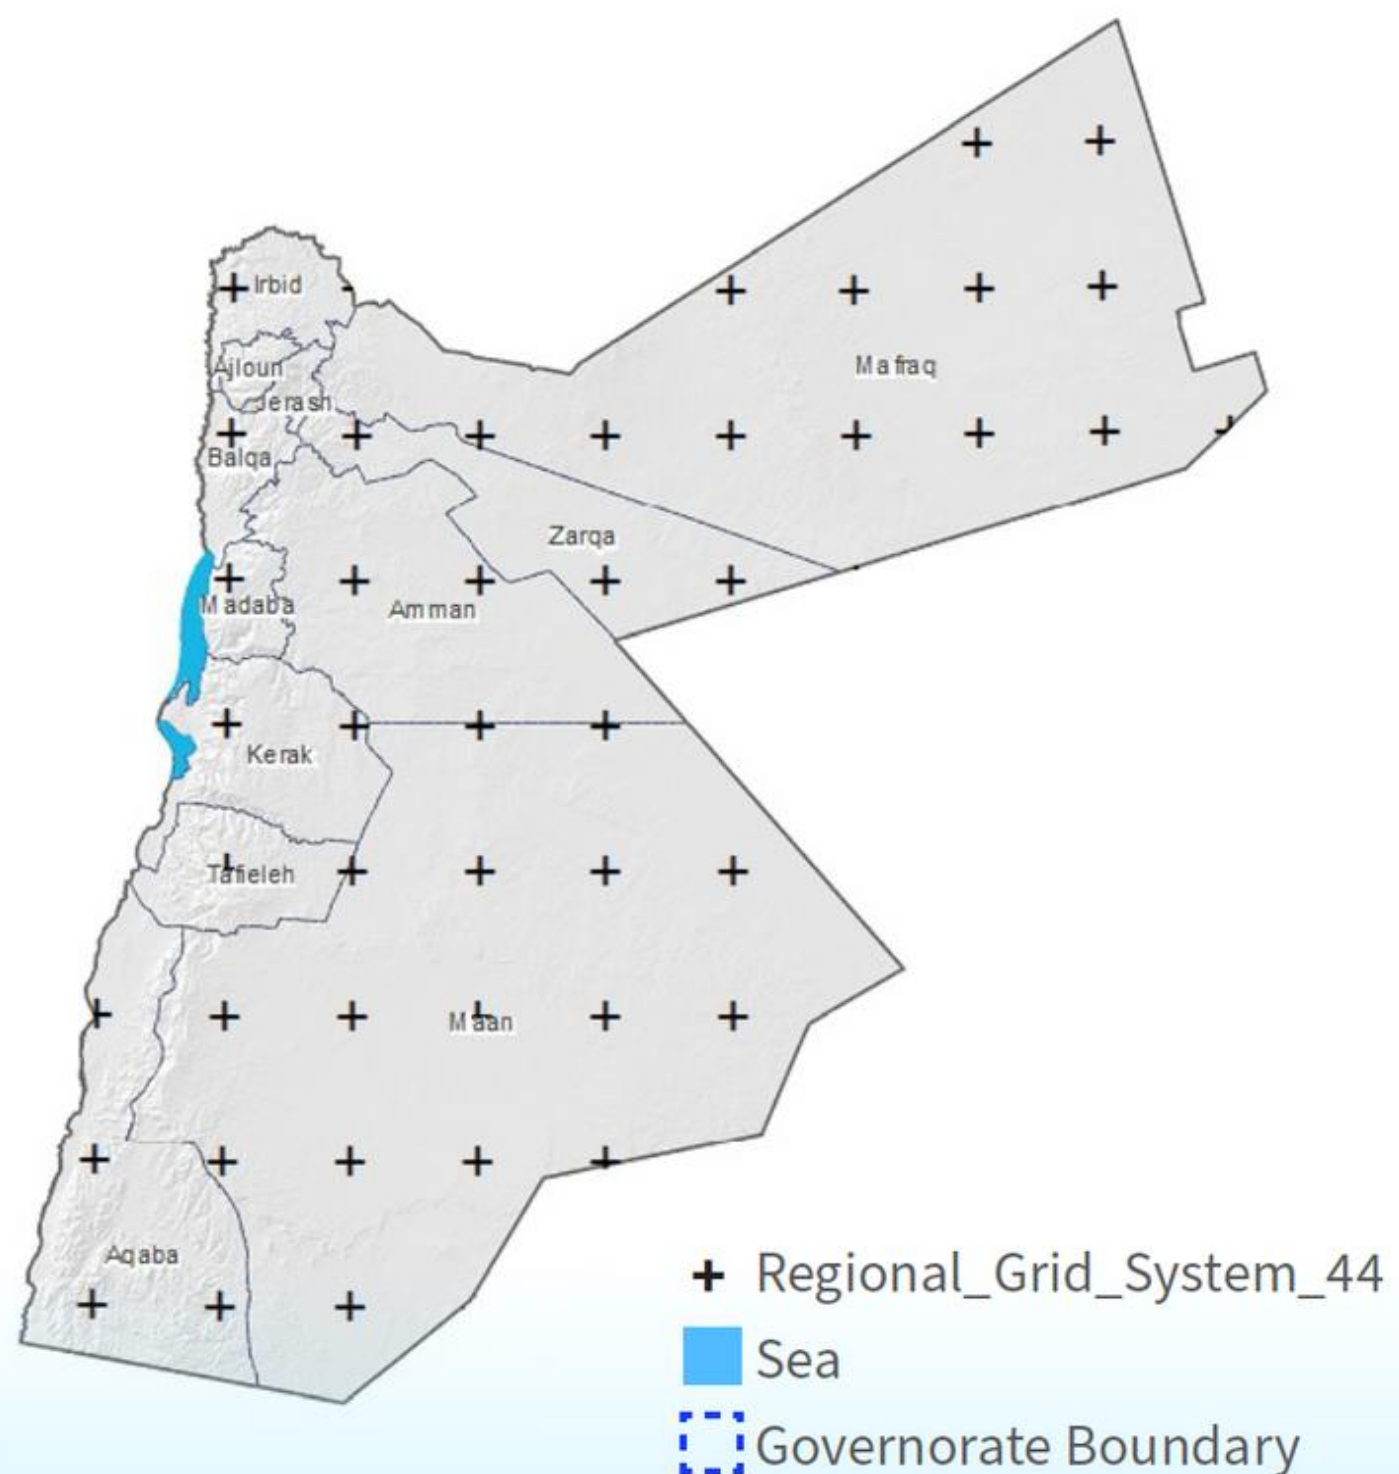 Irbid
Mafraq
Ajloun
Jerash
Balqa
Zarqa
Madaba
Amman
Kerak
Tafieleh
Maan
Aqaba
Regional_Grid_System_44
Sea
Governorate Boundary